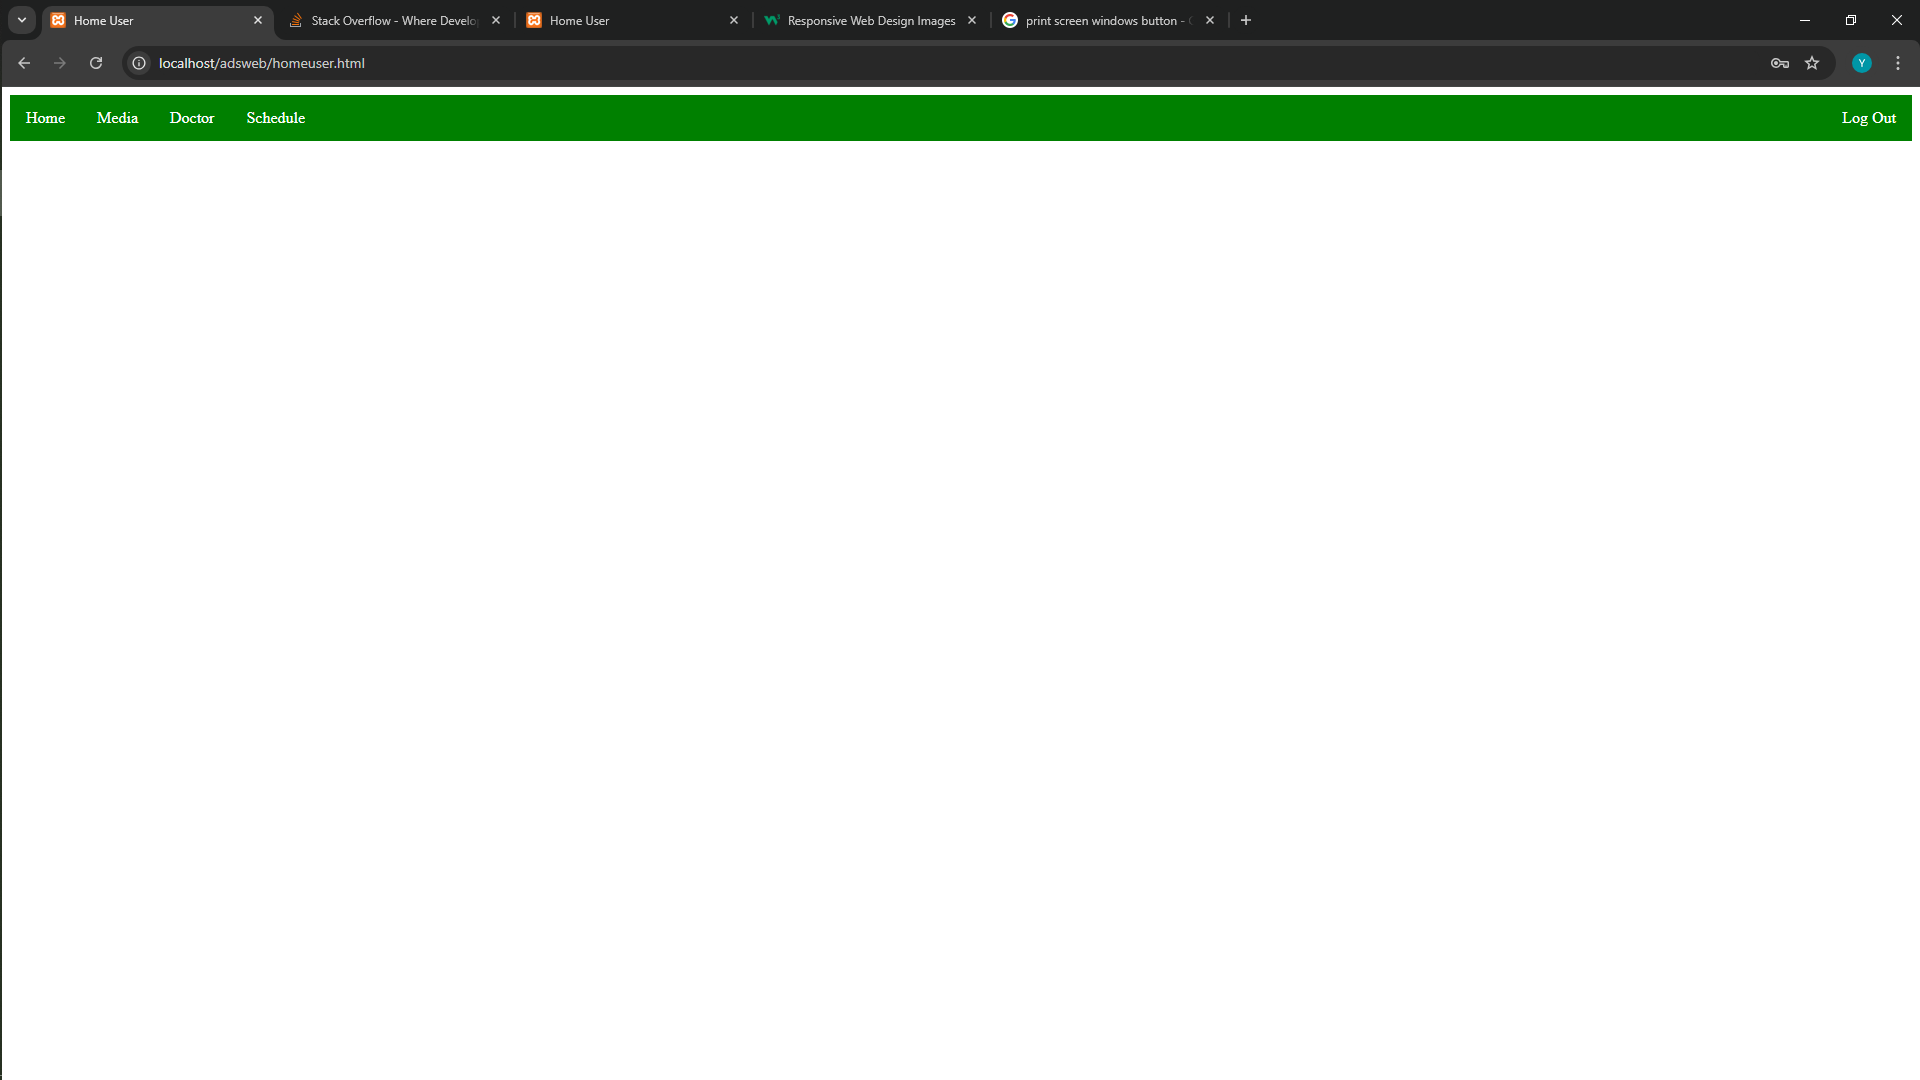 Home User
Stack Overflow - Where Develo
Home User
Responsive Web Design Images
print screen windows button -
localhost/adsweb/homeuser.html
Y
Home Media Doctor Schedule Log Out